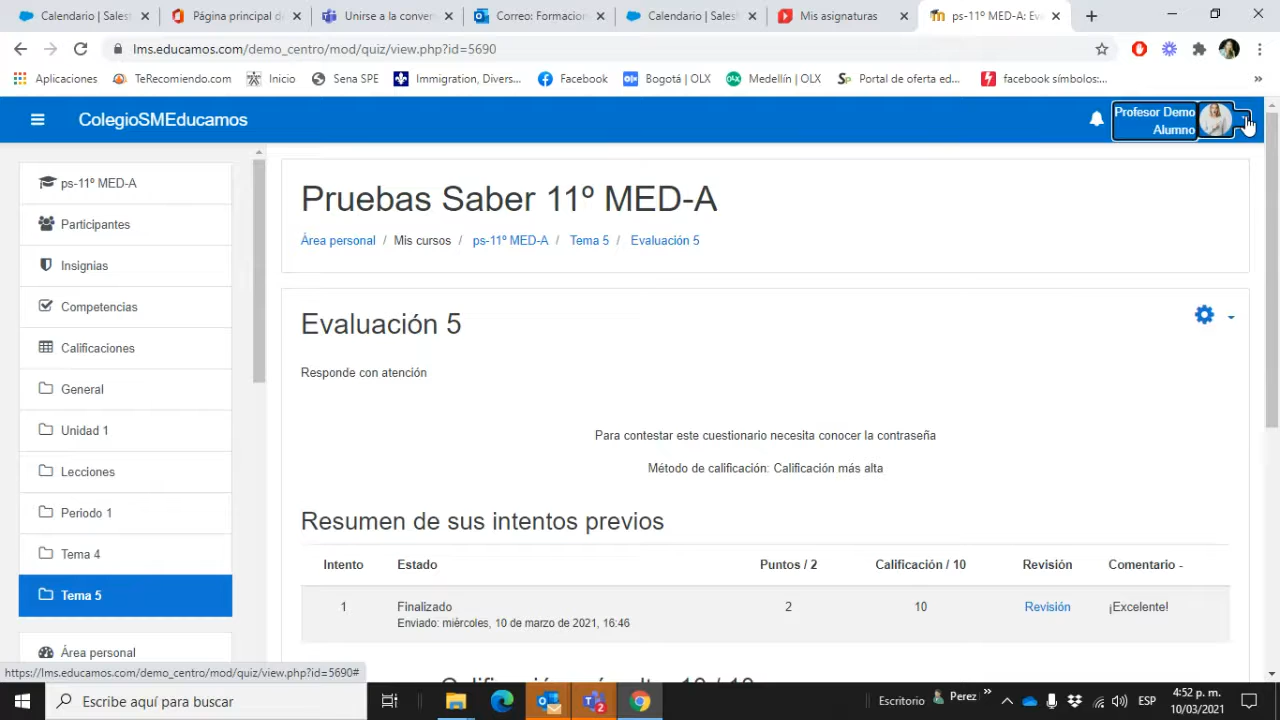 Calendario | Salesf
Página principal de
Unirse a la conver
Correo: Formacion
Calendario | Salesf
Mis asignaturas
ps-11º MED-A: Ev
lms.educamos.com/demo_centro/mod/quiz/view.php?id=5690
Aplicaciones
TeRecomiendo.com
Inicio
Sena SPE
Immigration, Divers...
Facebook
Bogotá | OLX
Medellín | OLX
Portal de oferta ed...
facebook símbolos:...
ColegioSMEducamos
Profesor Demo
Alumno
ps-11º MED-A
Participantes
Insignias
Competencias
Calificaciones
General
Unidad 1
Lecciones
Periodo 1
Tema 4
Tema 5
Área personal
Pruebas Saber 11º MED-A
Área personal / Mis cursos / ps-11º MED-A / Tema 5 / Evaluación 5
Evaluación 5
Responde con atención
Para contestar este cuestionario necesita conocer la contraseña
Método de calificación: Calificación más alta
Resumen de sus intentos previos
Intento Estado Puntos / 2 Calificación / 10 Revisión Comentario -
1 Finalizado 2 10 Revisión ¡Excelente!
Enviado: miércoles, 10 de marzo de 2021, 16:46
https://lms.educamos.com/demo_centro/mod/quiz/view.php?id=5690#
Escribe aquí para buscar
Escritorio
Perez
ESP
4:52 p. m.
10/03/2021